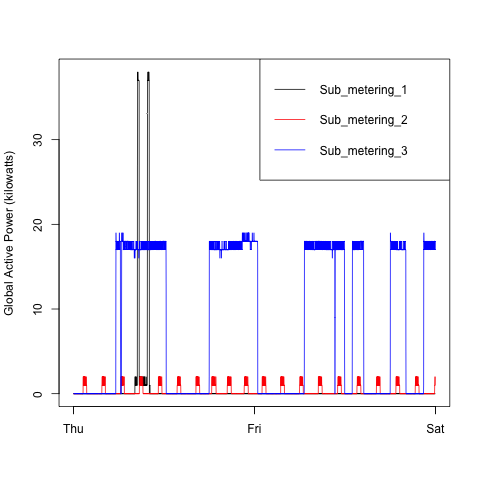 Sub_metering_1
Sub_metering_2
Sub_metering_3
Global Active Power (kilowatts)
30
20
10
0
Thu Fri Sat